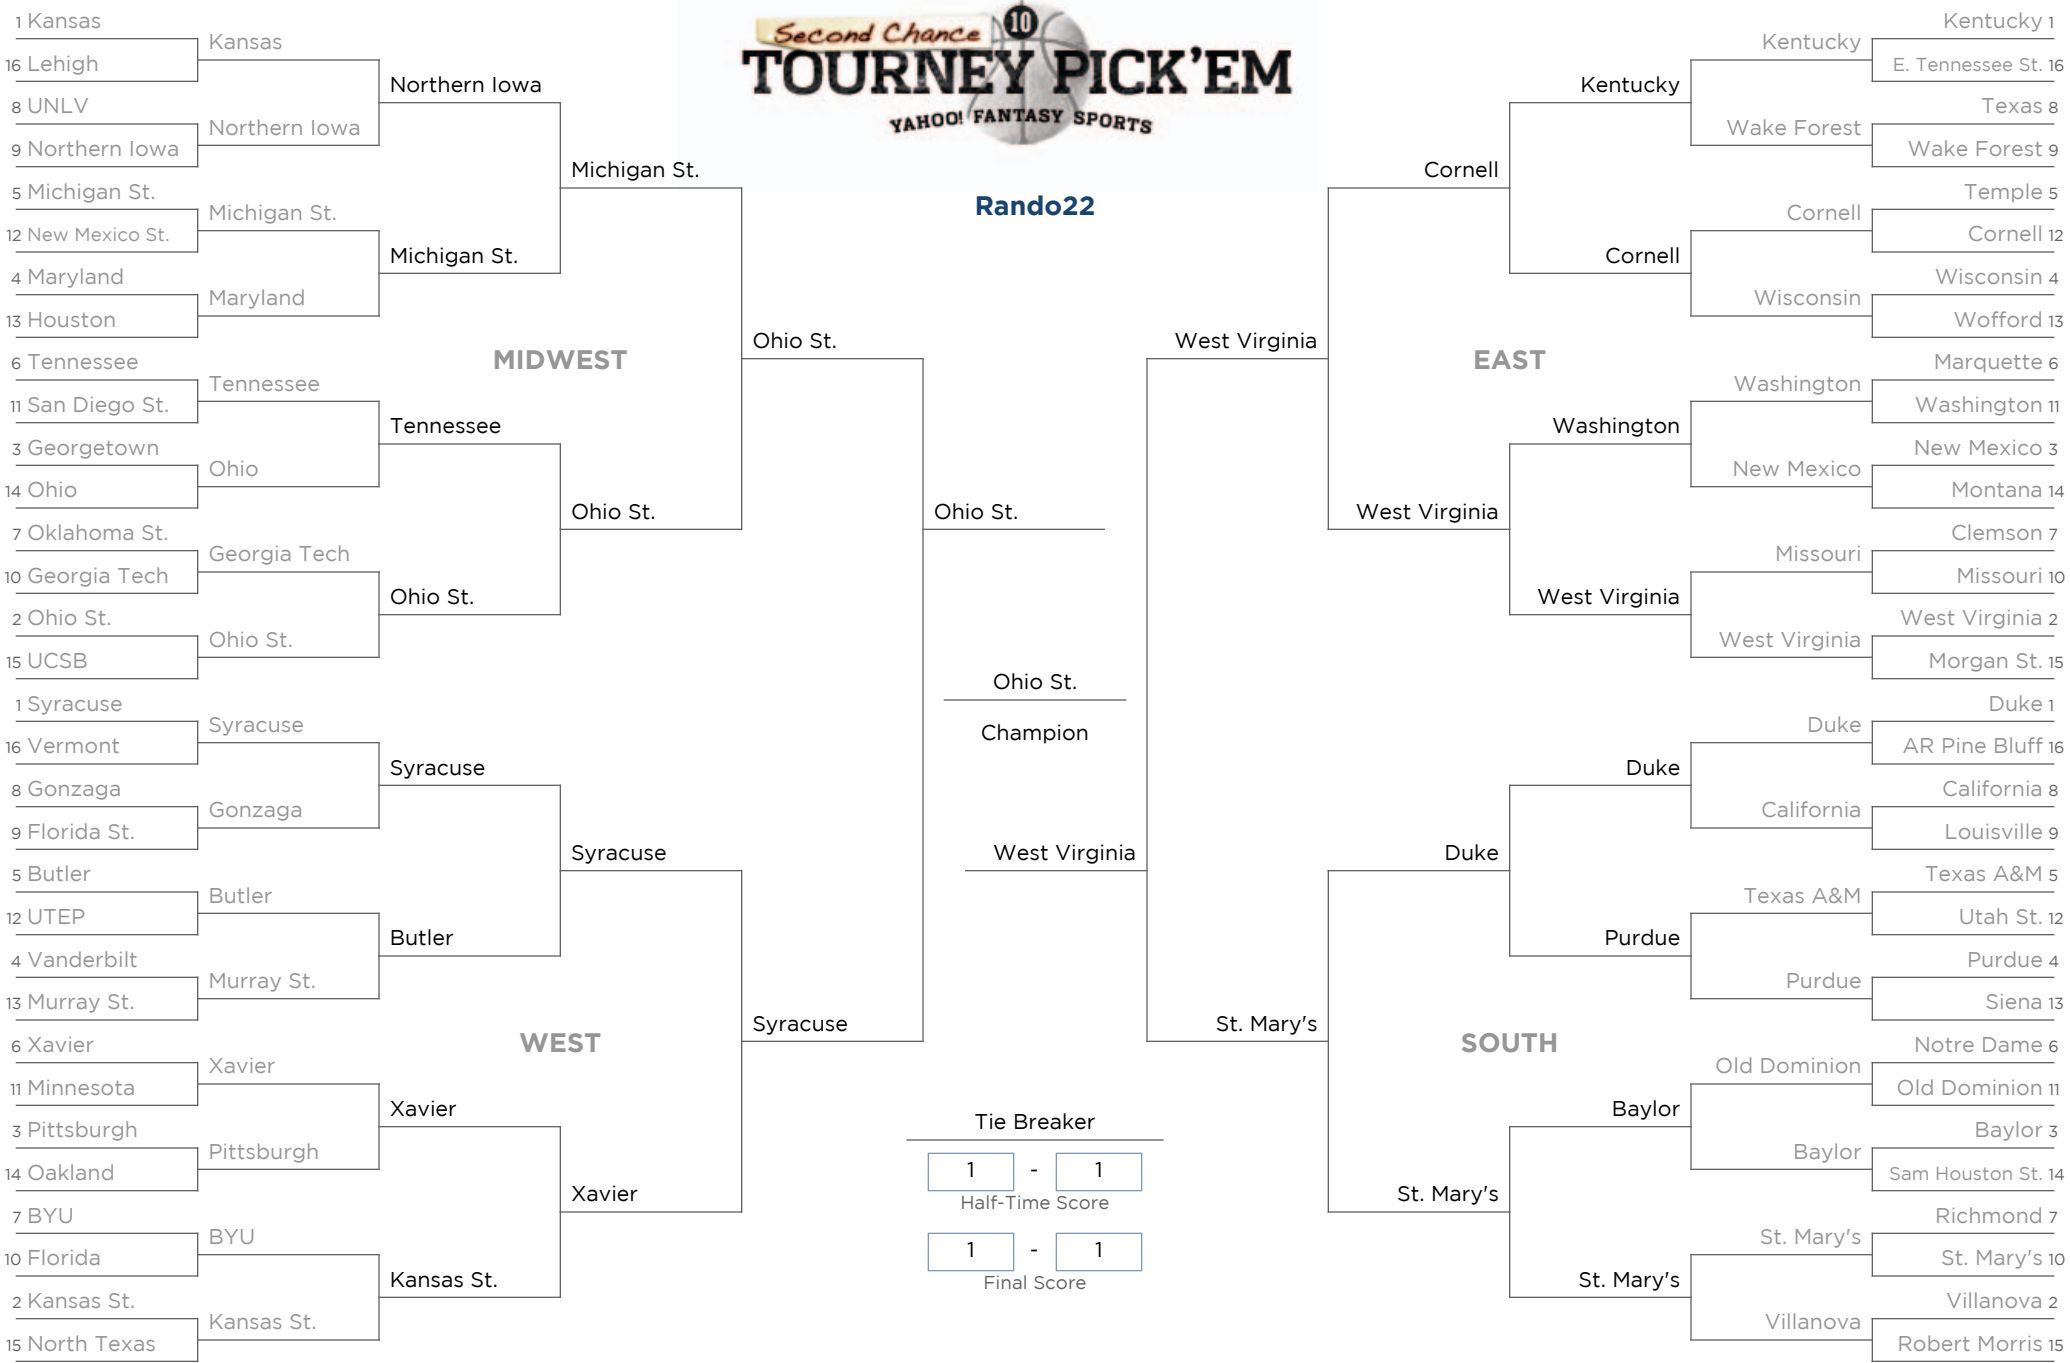 Second Chance 10
TOURNEY PICK'EM
YAHOO! FANTASY SPORTS
Rando22
1 Kansas
16 Lehigh
8 UNLV
9 Northern Iowa
5 Michigan St.
12 New Mexico St.
4 Maryland
13 Houston
6 Tennessee
11 San Diego St.
3 Georgetown
14 Ohio
7 Oklahoma St.
10 Georgia Tech
2 Ohio St.
15 UCSB
Kansas
Northern Iowa
Michigan St.
Maryland
Tennessee
Ohio
Georgia Tech
Ohio St.
Northern Iowa
Michigan St.
Tennessee
Ohio St.
Michigan St.
Ohio St.
Ohio St.
MIDWEST
1 Syracuse
16 Vermont
8 Gonzaga
9 Florida St.
5 Butler
12 UTEP
4 Vanderbilt
13 Murray St.
6 Xavier
11 Minnesota
3 Pittsburgh
14 Oakland
7 BYU
10 Florida
2 Kansas St.
15 North Texas
Syracuse
Gonzaga
Butler
Murray St.
Xavier
Pittsburgh
BYU
Kansas St.
Syracuse
Butler
Xavier
Kansas St.
Syracuse
Xavier
Syracuse
WEST
Ohio St.
Ohio St.
Champion
West Virginia
Tie Breaker
1 - 1
Half-Time Score
1 - 1
Final Score
West Virginia
Cornell
West Virginia
Kentucky
Cornell
Washington
West Virginia
Kentucky
Wake Forest
Cornell
Wisconsin
Washington
New Mexico
Missouri
West Virginia
EAST
Kentucky 1
E. Tennessee St. 16
Texas 8
Wake Forest 9
Temple 5
Cornell 12
Wisconsin 4
Wofford 13
Marquette 6
Washington 11
New Mexico 3
Montana 14
Clemson 7
Missouri 10
West Virginia 2
Morgan St. 15
St. Mary's
Duke
St. Mary's
Duke
Purdue
Baylor
St. Mary's
Duke
California
Texas A&M
Purdue
Old Dominion
Baylor
St. Mary's
Villanova
SOUTH
Duke 1
AR Pine Bluff 16
California 8
Louisville 9
Texas A&M 5
Utah St. 12
Purdue 4
Siena 13
Notre Dame 6
Old Dominion 11
Baylor 3
Sam Houston St. 14
Richmond 7
St. Mary's 10
Villanova 2
Robert Morris 15